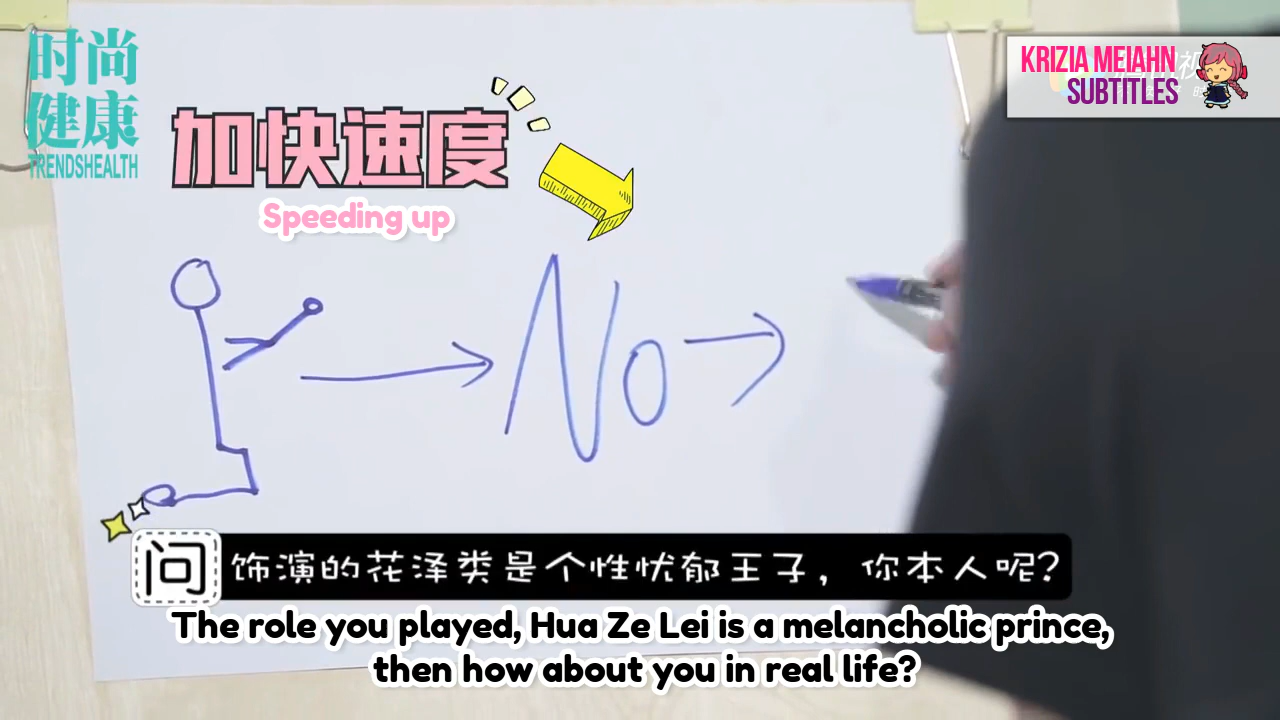 时尚
健康
TRENDSHEALTH
KRIZIA MEIAHN
SUBTITLES
加快速度
Speeding up
No
问 饰演的花泽类是个性忧郁王子，你本人呢？
The role you played, Hua Ze Lei is a melancholic prince,
then how about you in real life?